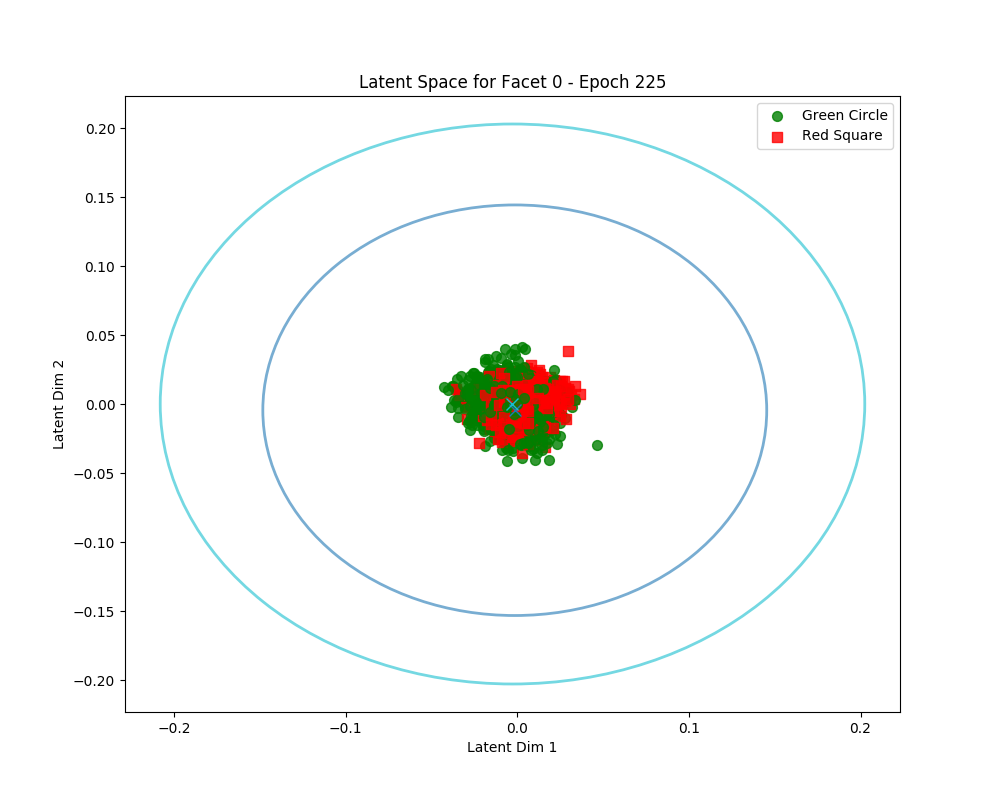 Latent Space for Facet 0 - Epoch 225
Green Circle
Red Square
0.20
0.15
0.10
0.05
0.00
−0.05
−0.10
−0.15
−0.20
Latent Dim 2
−0.2
−0.1
0.0
0.1
0.2
Latent Dim 1